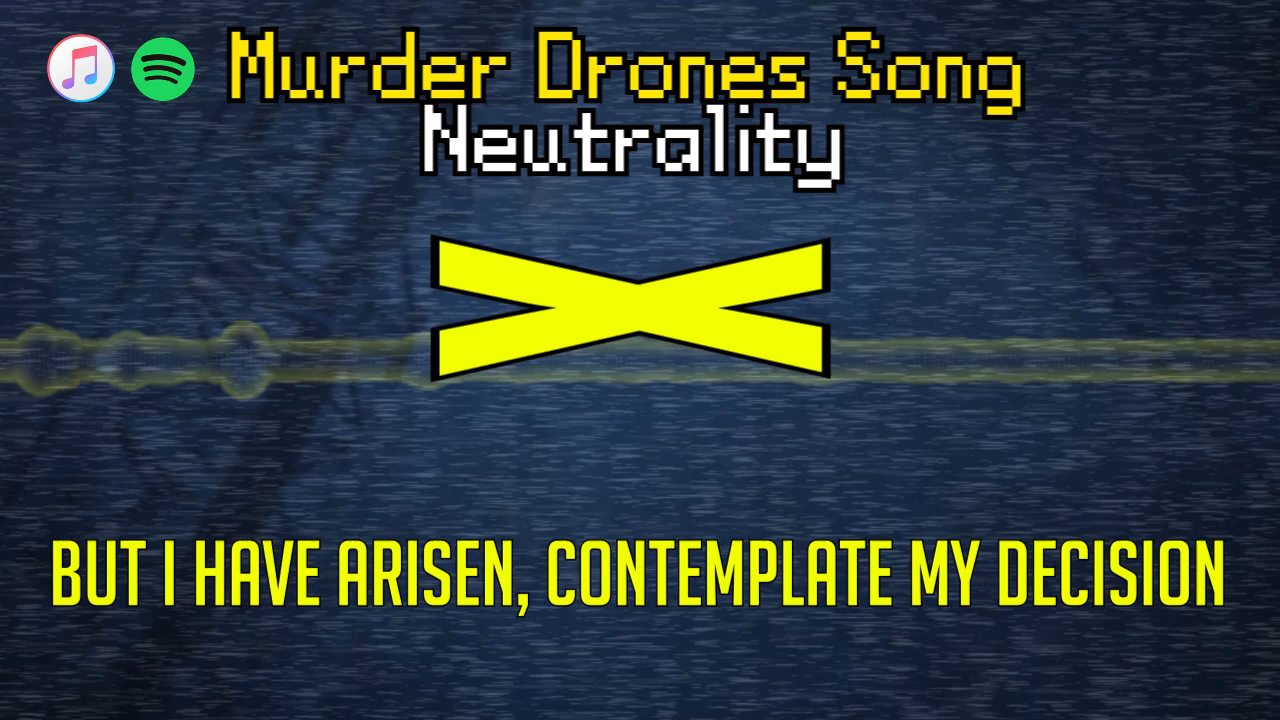 Murder Drones Song
Neutrality
BUT I HAVE ARISEN, CONTEMPLATE MY DECISION